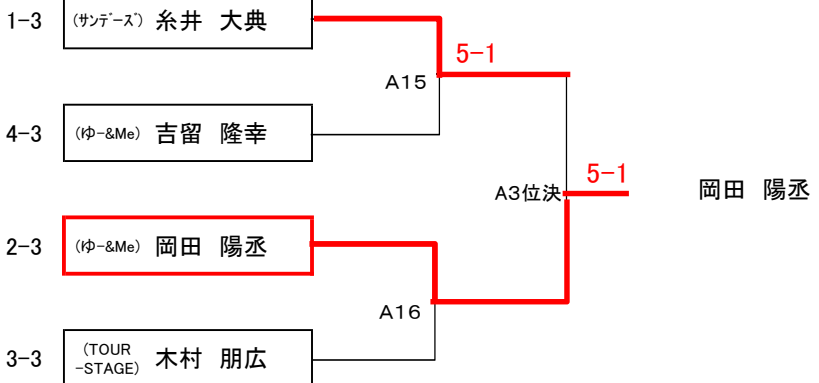 1-3 (ｻﾝﾃﾞｰｽﾞ) 糸井 大典
5-1
A15
4-3 (ゆｰ&Me) 吉留 隆幸
A3位決
5-1
岡田 陽丞
2-3 (ゆｰ&Me) 岡田 陽丞
A16
3-3 (TOUR
-STAGE) 木村 朋広